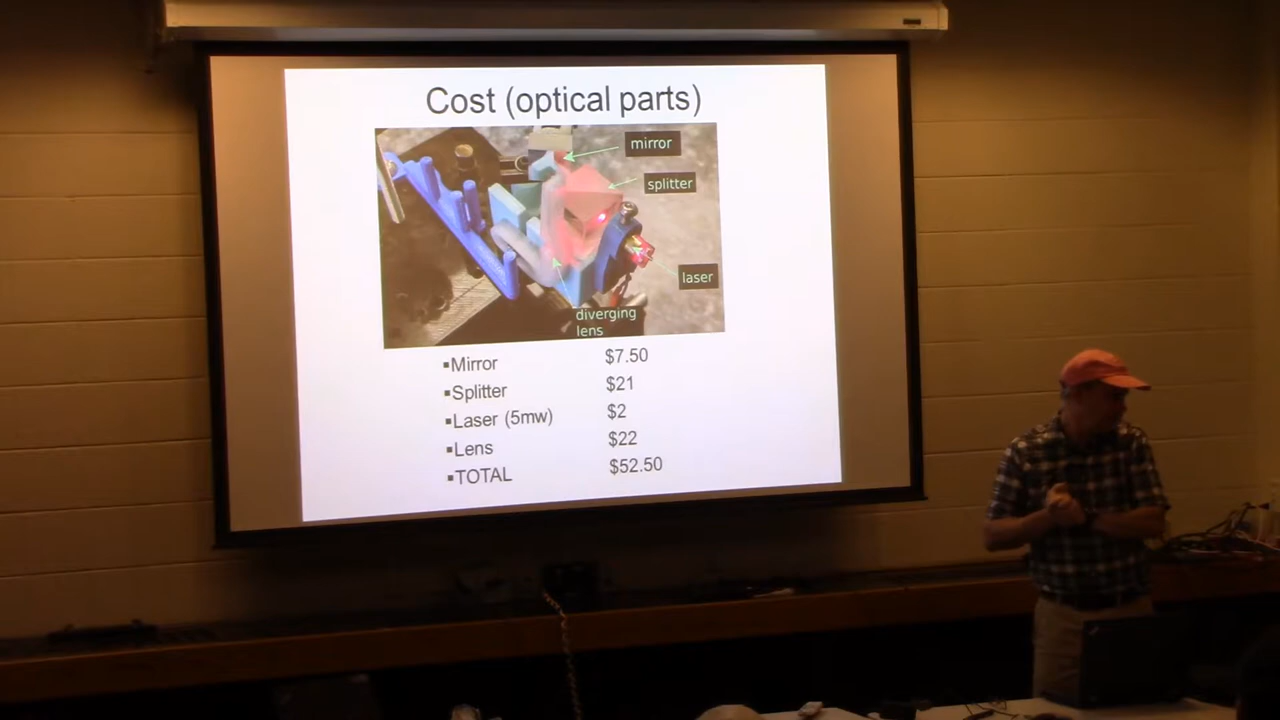 Cost (optical parts)
mirror
splitter
laser
diverging
lens
▪Mirror $7.50
▪Splitter $21
▪Laser (5mw) $2
▪Lens $22
▪TOTAL $52.50